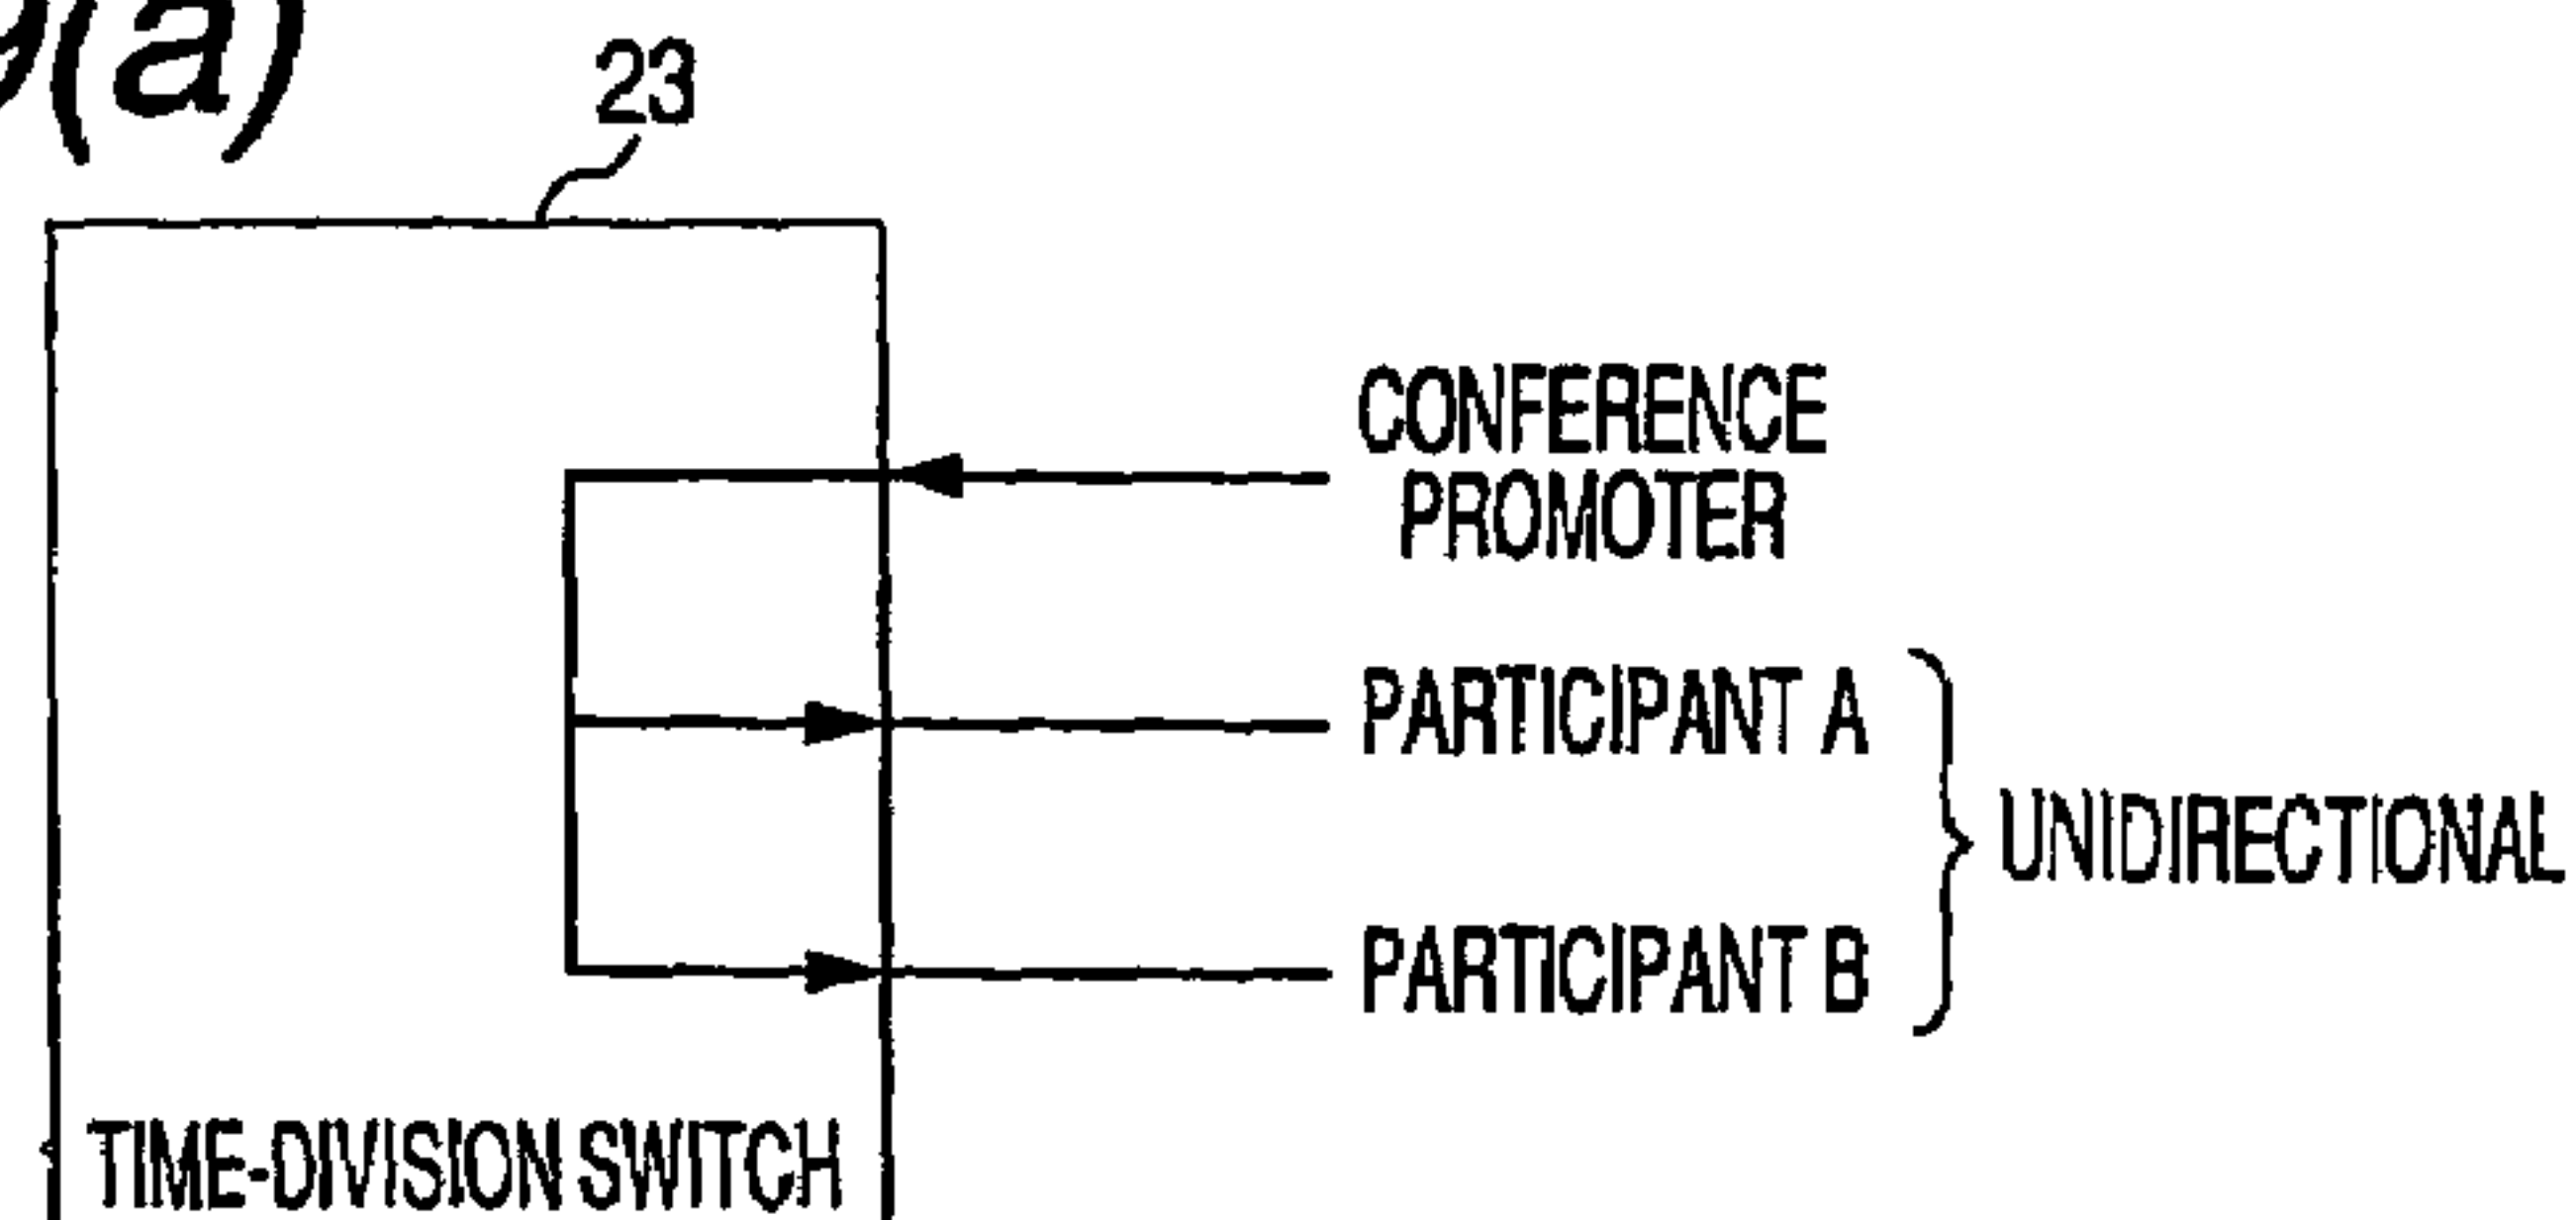 (a)
23
CONFERENCE
PROMOTER
PARTICIPANT A
UNIDIRECTIONAL
PARTICIPANT B
TIME-DIVISION SWITCH